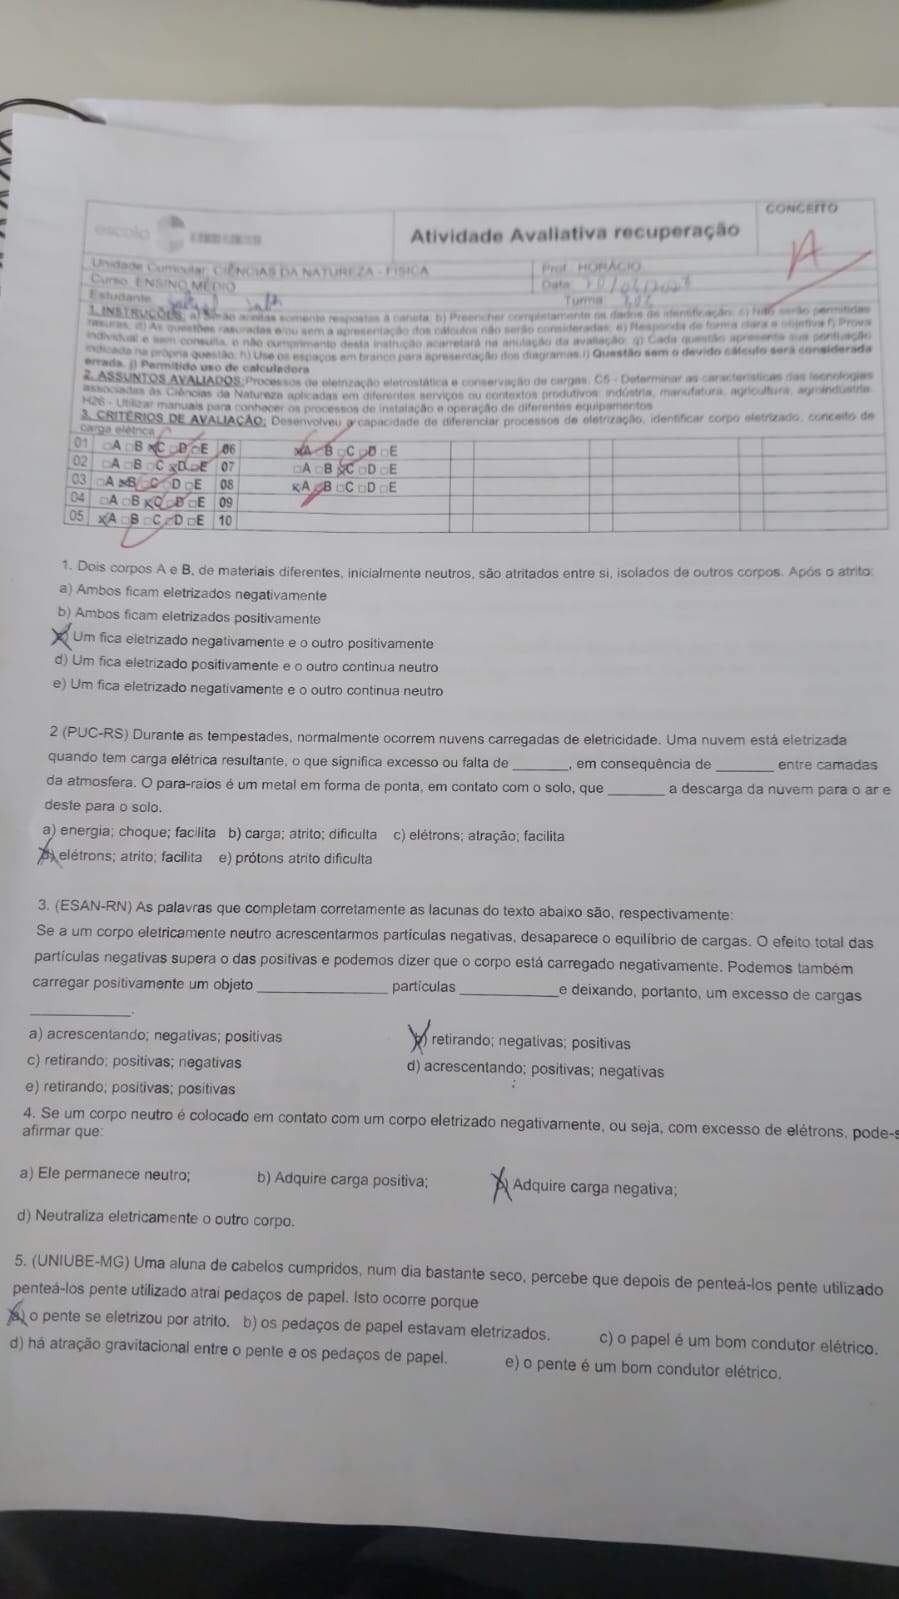 CONCEITO
escola
Atividade Avaliativa recuperação
A
Unidade Curricular: CIÊNCIAS DA NATUREZA - FÍSICA
Prof. HORÁCIO
Curso: ENSINO MÉDIO
Data
Estudante
Turma
1. INSTRUÇÕES: a) Serão aceitas somente respostas à caneta; b) Preencher completamente os dados de identificação; c) Não serão permitidas
rasuras; d) As questões rasuradas e/ou sem a apresentação dos cálculos não serão consideradas; e) Responda de forma clara e objetiva f) Prova
individual e sem consulta, o não cumprimento desta instrução acarretará na anulação da avaliação; g) Cada questão apresenta sua pontuação
indicada na própria questão; h) Use os espaços em branco para apresentação dos diagramas.i) Questão sem o devido cálculo será considerada
errada. j) Permitido uso de calculadora
2. ASSUNTOS AVALIADOS:Processos de eletrização eletrostática e conservação de cargas. C5 - Determinar as características das tecnologias
associadas às Ciências da Natureza aplicadas em diferentes serviços ou contextos produtivos: indústria, manufatura, agricultura, agroindústria.
H26 - Utilizar manuais para conhecer os processos de instalação e operação de diferentes equipamentos
3. CRITÉRIOS DE AVALIAÇÃO: Desenvolveu a capacidade de diferenciar processos de eletrização, identificar corpo eletrizado, conceito de
carga elétrica
01 □A □B xC □D □E 06 xA □B □C □D □E
02 □A □B □C xD □E 07 □A □B xC □D □E
03 □A xB □C □D □E 08 xA □B □C □D □E
04 □A □B xC □D □E 09
05 xA □B □C □D □E 10
1. Dois corpos A e B, de materiais diferentes, inicialmente neutros, são atritados entre si, isolados de outros corpos. Após o atrito:
a) Ambos ficam eletrizados negativamente
b) Ambos ficam eletrizados positivamente
Um fica eletrizado negativamente e o outro positivamente
d) Um fica eletrizado positivamente e o outro continua neutro
e) Um fica eletrizado negativamente e o outro continua neutro
2 (PUC-RS) Durante as tempestades, normalmente ocorrem nuvens carregadas de eletricidade. Uma nuvem está eletrizada
quando tem carga elétrica resultante, o que significa excesso ou falta de _______, em consequência de _______ entre camadas
da atmosfera. O para-raios é um metal em forma de ponta, em contato com o solo, que _______ a descarga da nuvem para o ar e
deste para o solo.
a) energia; choque; facilita b) carga; atrito; dificulta c) elétrons; atração; facilita
elétrons; atrito; facilita e) prótons atrito dificulta
3. (ESAN-RN) As palavras que completam corretamente as lacunas do texto abaixo são, respectivamente:
Se a um corpo eletricamente neutro acrescentarmos partículas negativas, desaparece o equilíbrio de cargas. O efeito total das
partículas negativas supera o das positivas e podemos dizer que o corpo está carregado negativamente. Podemos também
carregar positivamente um objeto ________________ partículas ____________e deixando, portanto, um excesso de cargas
____________.
a) acrescentando; negativas; positivas b) retirando; negativas; positivas
c) retirando; positivas; negativas d) acrescentando; positivas; negativas
e) retirando; positivas; positivas
4. Se um corpo neutro é colocado em contato com um corpo eletrizado negativamente, ou seja, com excesso de elétrons, pode-s
afirmar que:
a) Ele permanece neutro; b) Adquire carga positiva; Adquire carga negativa;
d) Neutraliza eletricamente o outro corpo.
5. (UNIUBE-MG) Uma aluna de cabelos cumpridos, num dia bastante seco, percebe que depois de penteá-los pente utilizado
penteá-los pente utilizado atrai pedaços de papel. Isto ocorre porque
a) o pente se eletrizou por atrito. b) os pedaços de papel estavam eletrizados. c) o papel é um bom condutor elétrico.
d) há atração gravitacional entre o pente e os pedaços de papel. e) o pente é um bom condutor elétrico.